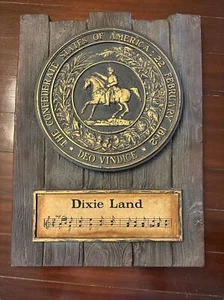 THE CONFEDERATE STATES OF AMERICA · 22 FEBRUARY 1862
· DEO VINDICE ·
Dixie Land